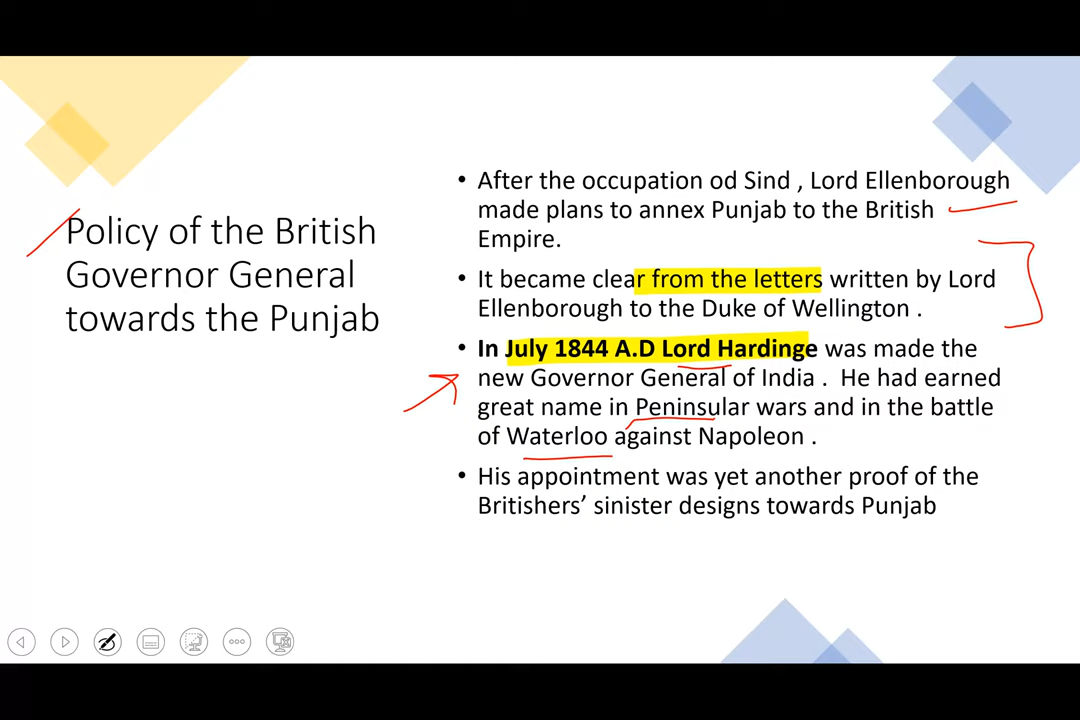 Policy of the British
Governor General
towards the Punjab
• After the occupation od Sind , Lord Ellenborough
made plans to annex Punjab to the British
Empire.
• It became clear from the letters written by Lord
Ellenborough to the Duke of Wellington .
• In July 1844 A.D Lord Hardinge was made the
new Governor General of India . He had earned
great name in Peninsular wars and in the battle
of Waterloo against Napoleon .
• His appointment was yet another proof of the
Britishers’ sinister designs towards Punjab